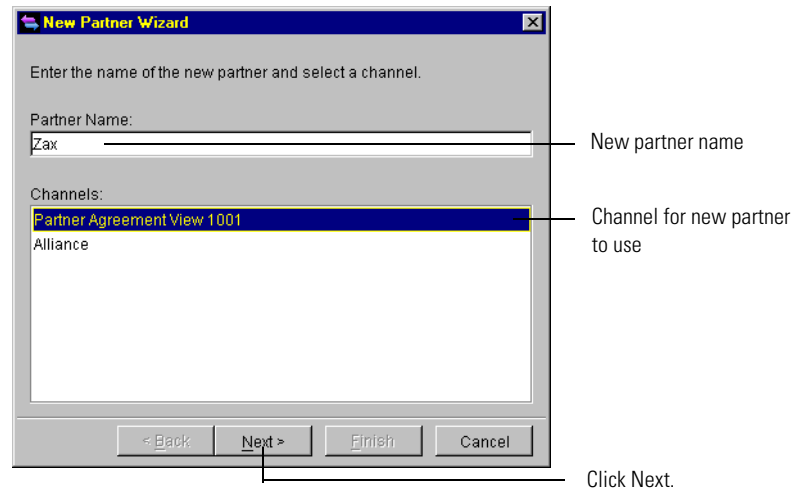 New Partner Wizard
Enter the name of the new partner and select a channel.
Partner Name:
Zax
New partner name
Channels:
Partner Agreement View 1001
Channel for new partner
to use
Alliance
< Back
Next >
Finish
Cancel
Click Next.